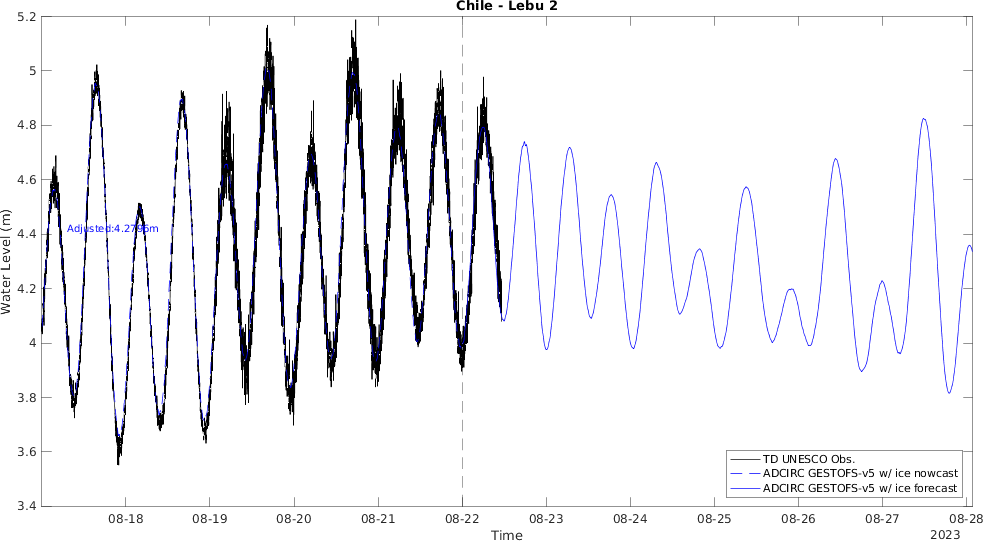 Chile - Lebu 2
5.2
5
4.8
4.6
4.4
4.2
4
3.8
3.6
3.4
Water Level (m)
Adjusted:4.2796m
TD UNESCO Obs.
ADCIRC GESTOFS-v5 w/ ice nowcast
ADCIRC GESTOFS-v5 w/ ice forecast
08-18 08-19 08-20 08-21 08-22 08-23 08-24 08-25 08-26 08-27 08-28
Time 2023